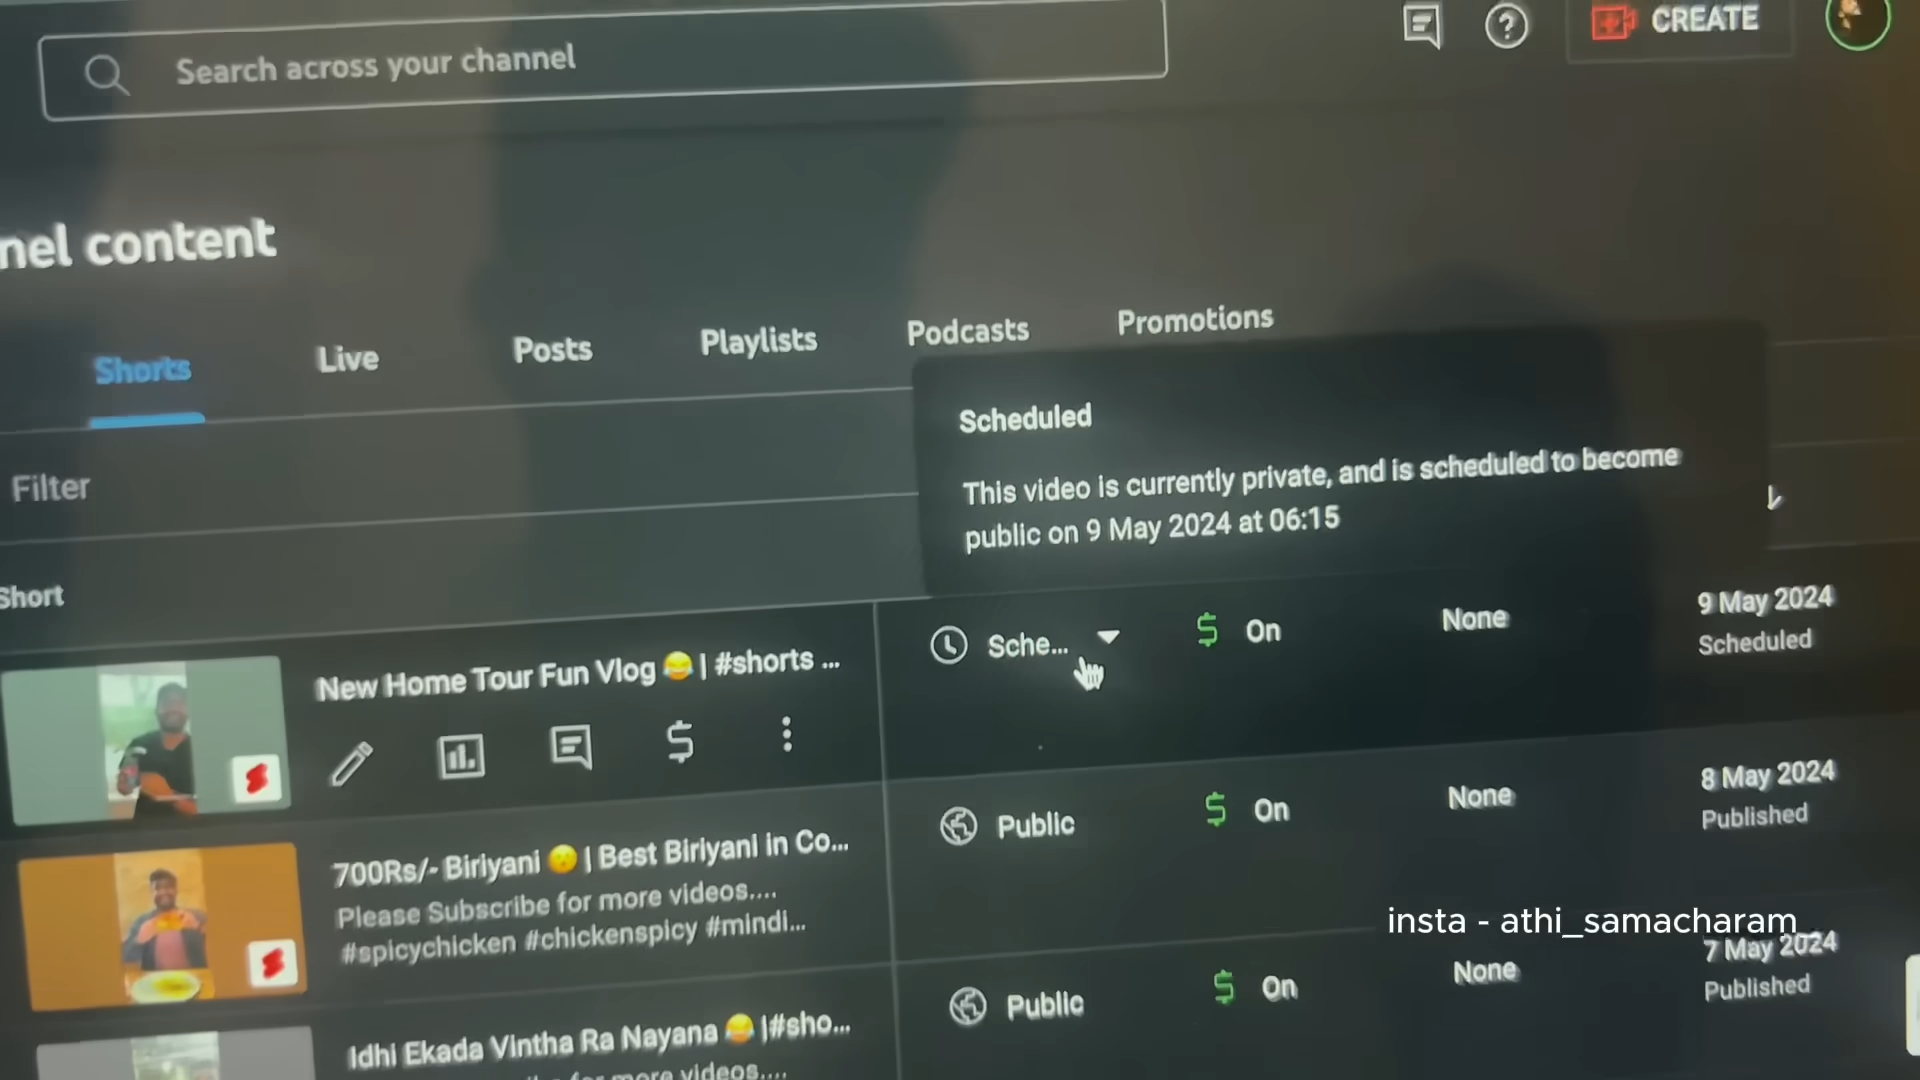 Search across your channel
CREATE
nel content
Shorts
Live
Posts
Playlists
Podcasts
Promotions
Scheduled
This video is currently private, and is scheduled to become
public on 9 May 2024 at 06:15
Filter
Short
New Home Tour Fun Vlog 😂 | #shorts ...
Sche...
$ On
None
9 May 2024
Scheduled
700Rs/- Biriyani 😯 | Best Biriyani in Co...
Please Subscribe for more videos....
#spicychicken #chickenspicy #mindi...
Public
$ On
None
8 May 2024
Published
insta - athi_samacharam_
Idhi Ekada Vintha Ra Nayana 😂 |#sho...
more videos....
Public
$ On
None
7 May 2024
Published